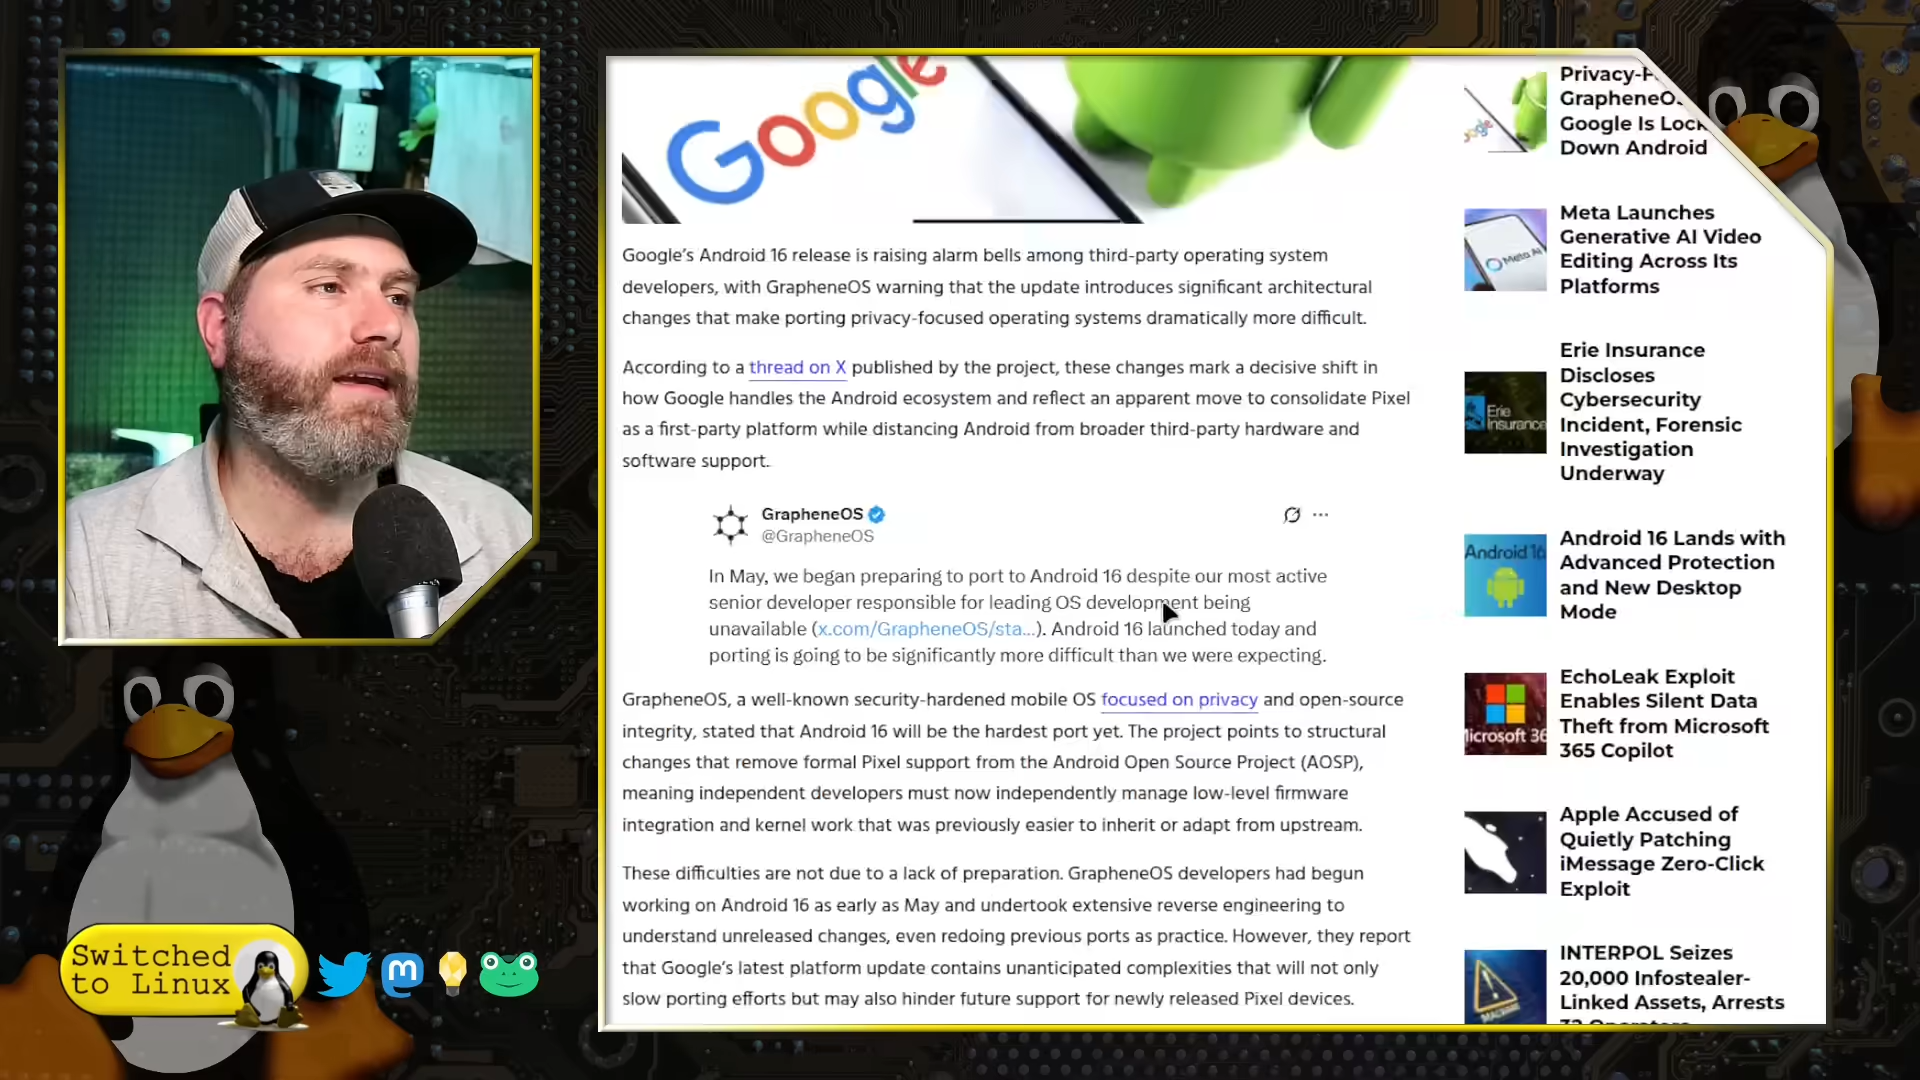 Google
Google's Android 16 release is raising alarm bells among third-party operating system
developers, with GrapheneOS warning that the update introduces significant architectural
changes that make porting privacy-focused operating systems dramatically more difficult.
According to a thread on X published by the project, these changes mark a decisive shift in
how Google handles the Android ecosystem and reflect an apparent move to consolidate Pixel
as a first-party platform while distancing Android from broader third-party hardware and
software support.
GrapheneOS
@GrapheneOS
In May, we began preparing to port to Android 16 despite our most active
senior developer responsible for leading OS development being
unavailable (x.com/GrapheneOS/sta...). Android 16 launched today and
porting is going to be significantly more difficult than we were expecting.
GrapheneOS, a well-known security-hardened mobile OS focused on privacy and open-source
integrity, stated that Android 16 will be the hardest port yet. The project points to structural
changes that remove formal Pixel support from the Android Open Source Project (AOSP),
meaning independent developers must now independently manage low-level firmware
integration and kernel work that was previously easier to inherit or adapt from upstream.
These difficulties are not due to a lack of preparation. GrapheneOS developers had begun
working on Android 16 as early as May and undertook extensive reverse engineering to
understand unreleased changes, even redoing previous ports as practice. However, they report
that Google's latest platform update contains unanticipated complexities that will not only
slow porting efforts but may also hinder future support for newly released Pixel devices.
Privacy-F
GrapheneOS
Google Is Lock
Down Android
Meta AI
Meta Launches
Generative AI Video
Editing Across Its
Platforms
Erie
Insurance
Erie Insurance
Discloses
Cybersecurity
Incident, Forensic
Investigation
Underway
Android 16
Android 16 Lands with
Advanced Protection
and New Desktop
Mode
Microsoft 36
EchoLeak Exploit
Enables Silent Data
Theft from Microsoft
365 Copilot
Apple Accused of
Quietly Patching
iMessage Zero-Click
Exploit
INTERPOL Seizes
20,000 Infostealer-
Linked Assets, Arrests
Switched
to Linux